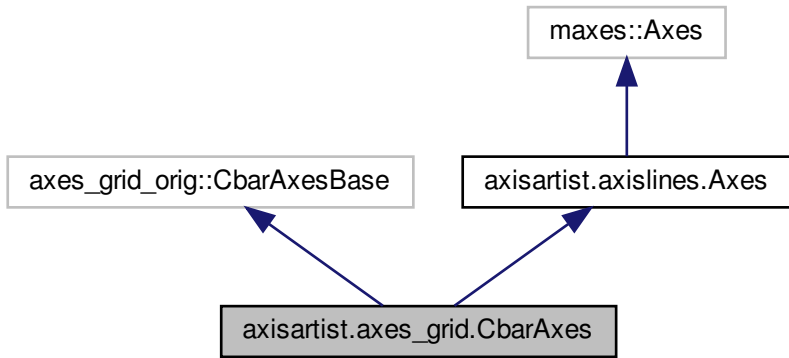 maxes::Axes
axes_grid_orig::CbarAxesBase
axisartist.axislines.Axes
axisartist.axes_grid.CbarAxes